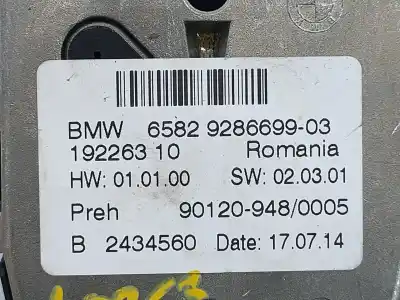 BMW 6582 9286699-03
192263 10 Romania
HW: 01.01.00 SW: 02.03.01
Preh 90120-948/0005
B 2434560 Date: 17.07.14